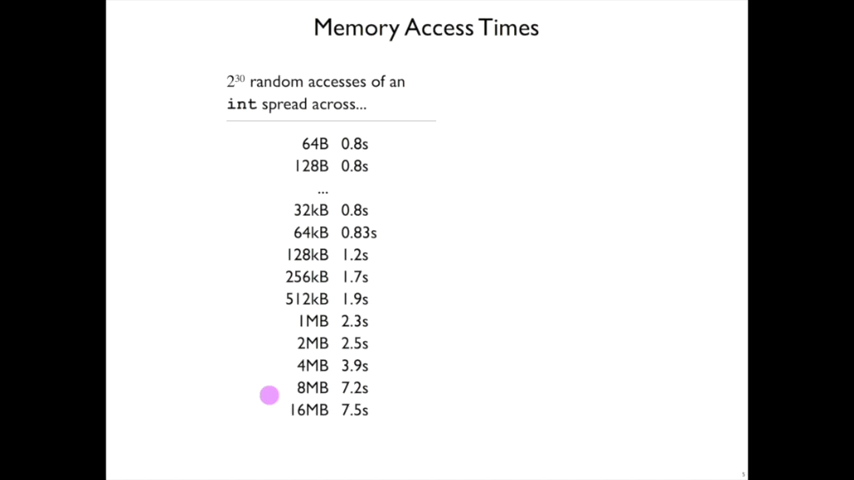 Memory Access Times
2³⁰ random accesses of an
int spread across...
64B 0.8s
128B 0.8s
...
32kB 0.8s
64kB 0.83s
128kB 1.2s
256kB 1.7s
512kB 1.9s
1MB 2.3s
2MB 2.5s
4MB 3.9s
8MB 7.2s
16MB 7.5s